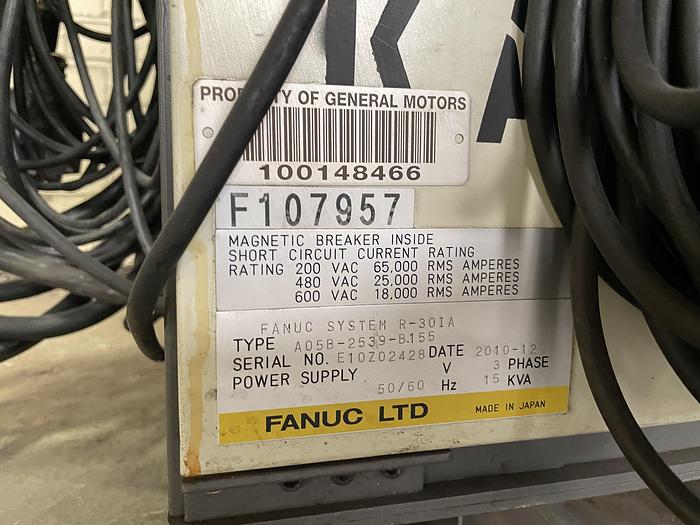 KA
PROPERTY OF GENERAL MOTORS
100148466
F107957
MAGNETIC BREAKER INSIDE
SHORT CIRCUIT CURRENT RATING
RATING 200 VAC 65,000 RMS AMPERES
480 VAC 25,000 RMS AMPERES
600 VAC 18,000 RMS AMPERES
FANUC SYSTEM R-30IA
TYPE A05B-2539-B155
SERIAL NO. E10Z02428 DATE 2010-12
POWER SUPPLY V 3 PHASE
50/60 Hz 15 KVA
FANUC LTD MADE IN JAPAN